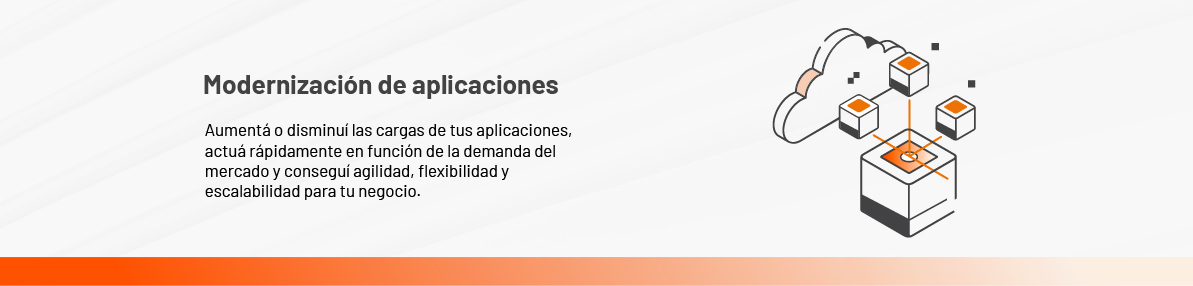 Modernización de aplicaciones
Aumentá o disminuí las cargas de tus aplicaciones,
actuá rápidamente en función de la demanda del
mercado y conseguí agilidad, flexibilidad y
escalabilidad para tu negocio.